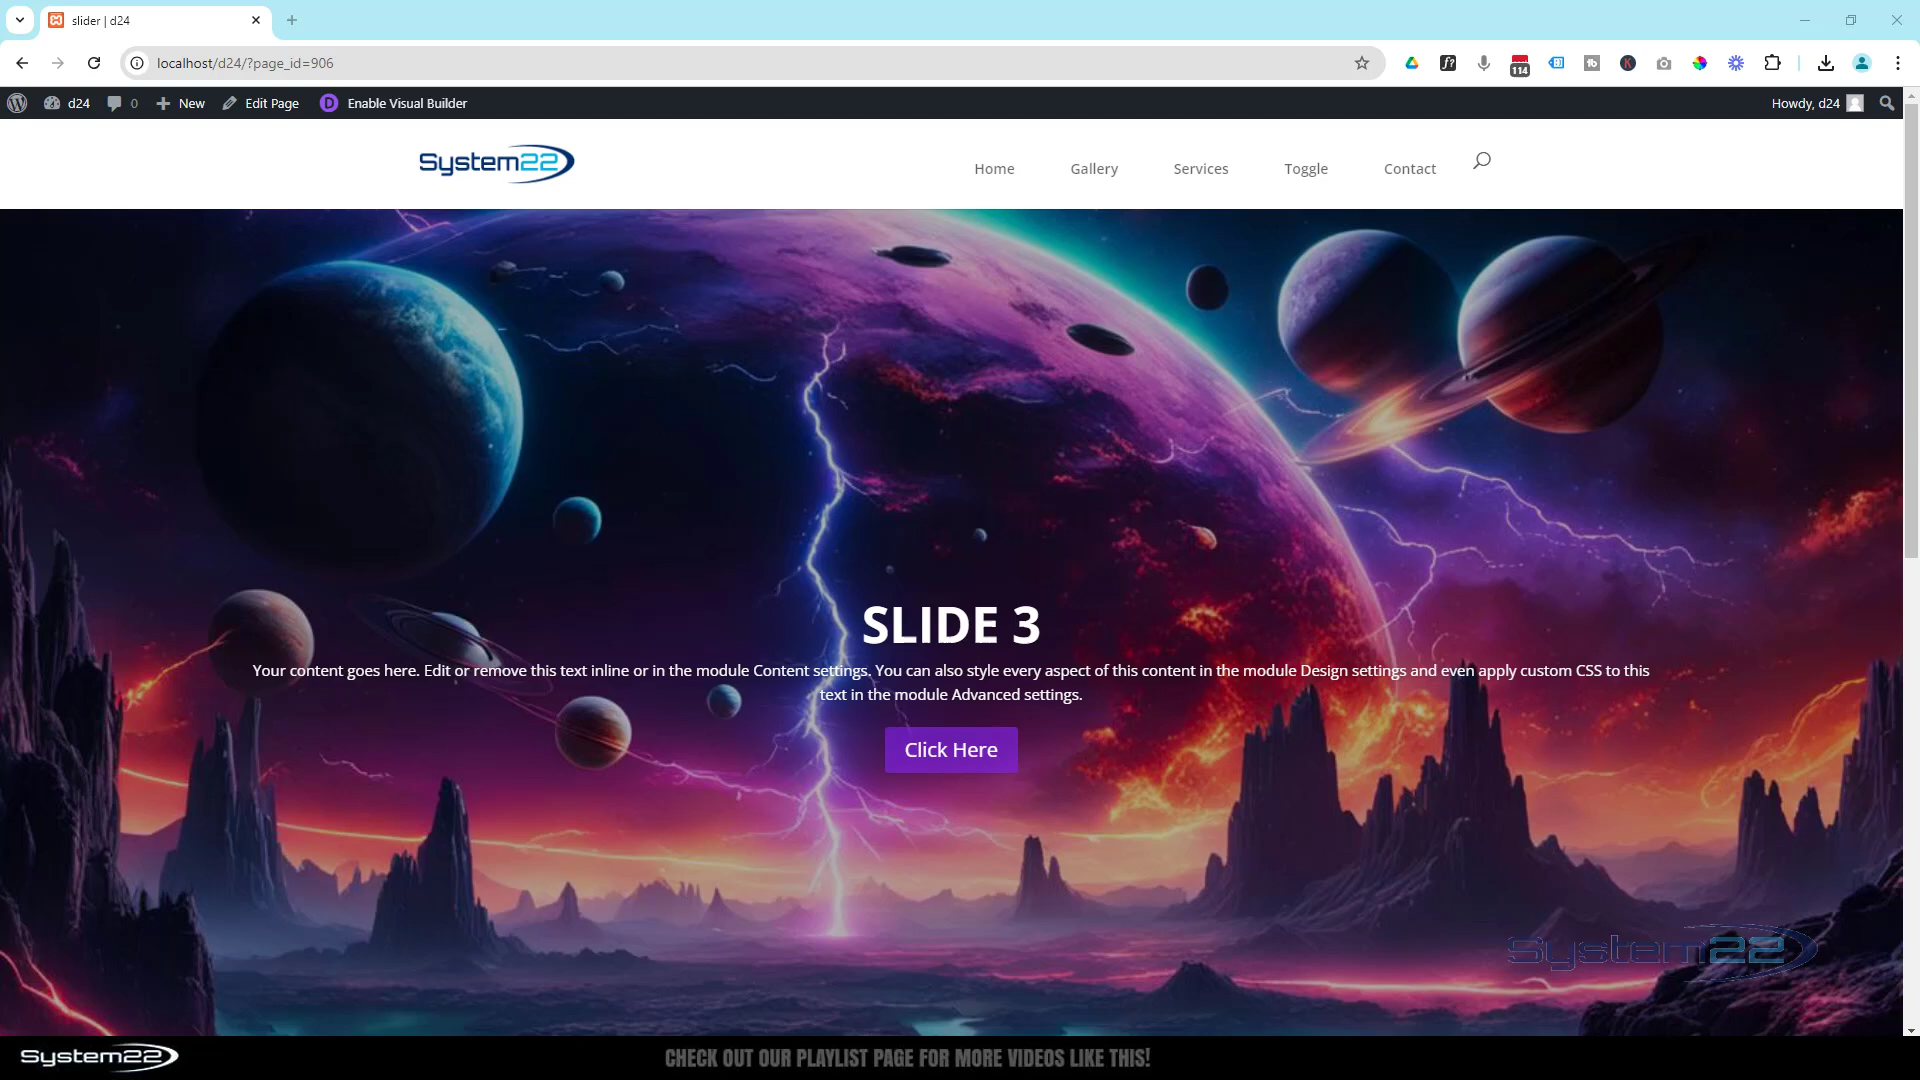 slider | d24
localhost/d24/?page_id=906
114
d24
0
New
Edit Page
D
Enable Visual Builder
Howdy, d24
System22
Home
Gallery
Services
Toggle
Contact
SLIDE 3
Your content goes here. Edit or remove this text inline or in the module Content settings. You can also style every aspect of this content in the module Design settings and even apply custom CSS to this
text in the module Advanced settings.
Click Here
System22
System22
CHECK OUT OUR PLAYLIST PAGE FOR MORE VIDEOS LIKE THIS!